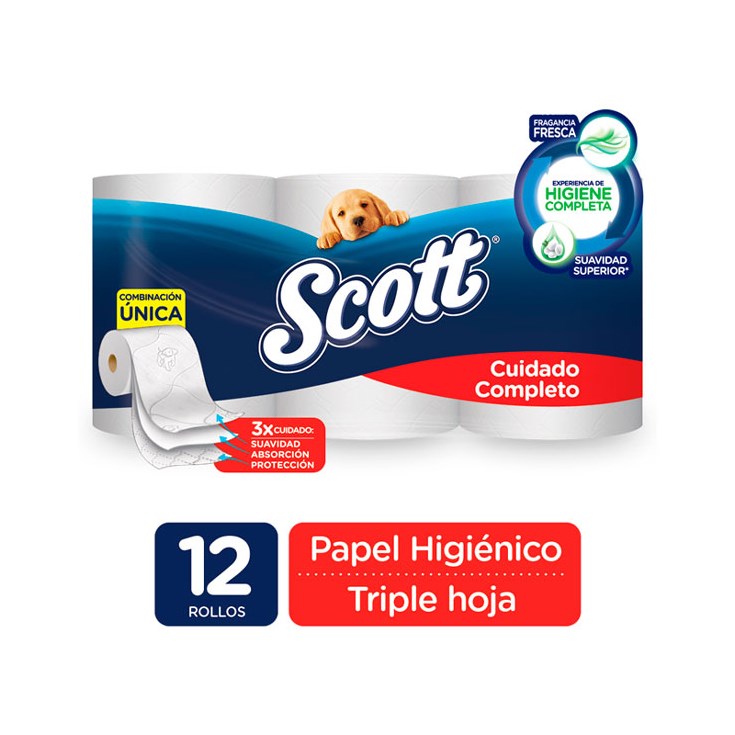 FRAGANCIA
FRESCA
EXPERIENCIA DE
HIGIENE
COMPLETA
SUAVIDAD
SUPERIOR*
Scott®
COMBINACIÓN
ÚNICA
Cuidado
Completo
3x CUIDADO:
SUAVIDAD
ABSORCIÓN
PROTECCIÓN
12
ROLLOS
Papel Higiénico
Triple hoja